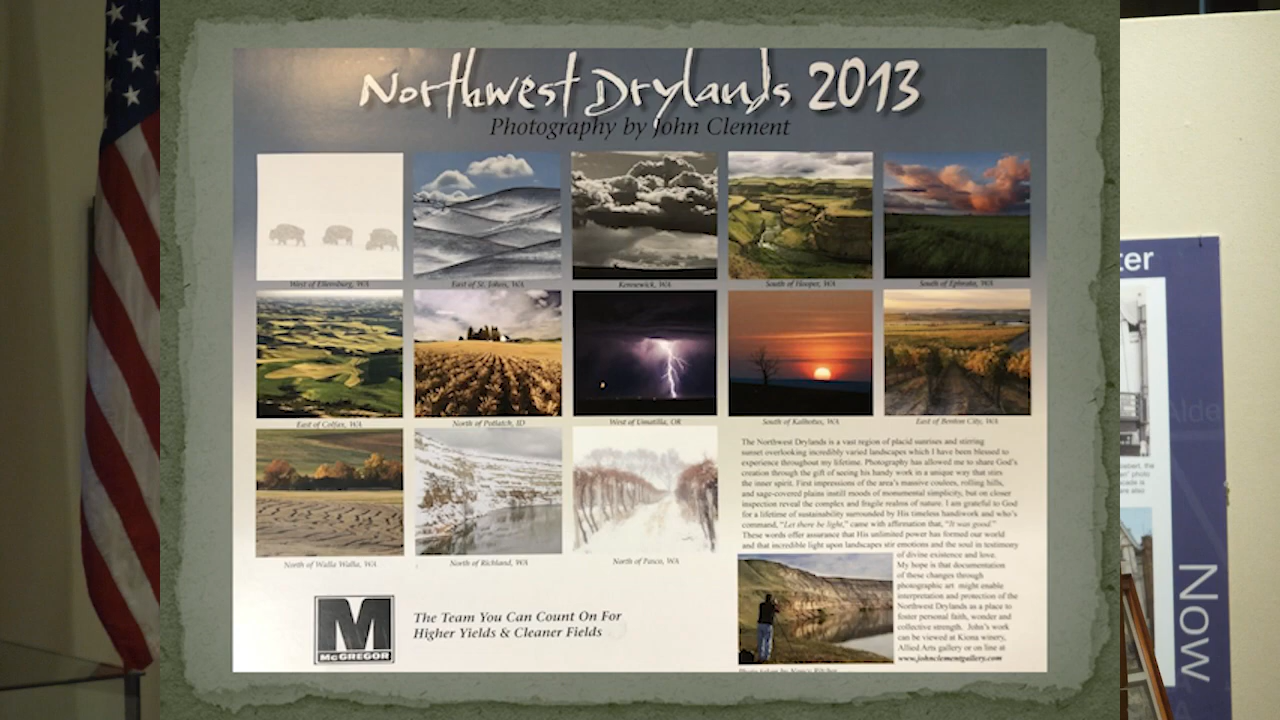 Northwest Drylands 2013
Photography by John Clement
West of Ellensburg, WA
East of St. Johns, WA
Kennewick, WA
South of Hooper, WA
South of Ephrata, WA
East of Colfax, WA
North of Potlatch, ID
West of Umatilla, OR
South of Kahlotus, WA
East of Benton City, WA
North of Walla Walla, WA
North of Richland, WA
North of Pasco, WA
The Northwest Drylands is a vast region of placid sunrises and stirring
sunset overlooking incredibly varied landscapes which I have been blessed to
experience throughout my lifetime. Photography has allowed me to share God's
creation through the gift of seeing his handy work in a unique way that stirs
the inner spirit. First impressions of the area's massive coulees, rolling hills,
and sage-covered plains instill moods of monumental simplicity, but on closer
inspection reveal the complex and fragile realms of nature. I am grateful to God
for a lifetime of sustainability surrounded by His timeless handiwork and who's
command, "Let there be light," came with affirmation that, "It was good."
These words offer assurance that His unlimited power has formed our world
and that incredible light upon landscapes stir emotions and the soul in testimony
of divine existence and love.
My hope is that documentation
of these changes through
photographic art might enable
interpretation and protection of the
Northwest Drylands as a place to
foster personal faith, wonder and
collective strength. John's work
can be viewed at Kiona winery,
Allied Arts gallery or on line at
www.johnclementgallery.com
Photo taken by Nancy Ritchey
M
McGREGOR
The Team You Can Count On For
Higher Yields & Cleaner Fields
ter
Alde
photo
cade is
are also
Now